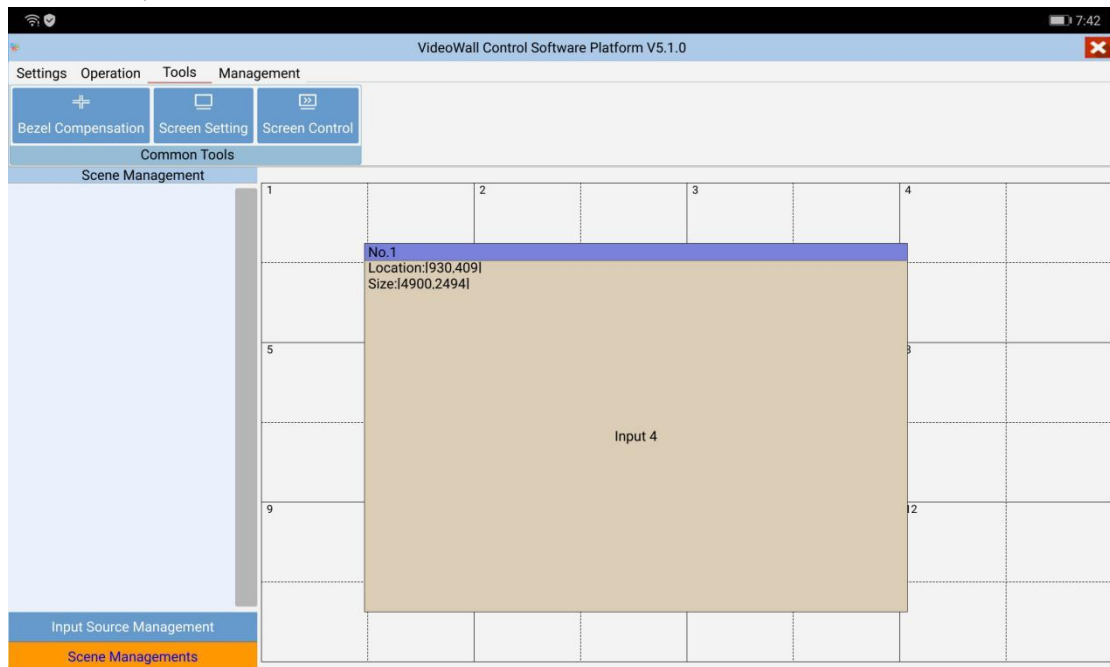 7:42
VideoWall Control Software Platform V5.1.0
Settings Operation Tools Management
Bezel Compensation Screen Setting Screen Control
Common Tools
Scene Management
1 2 3 4
No.1
Location:[930,409]
Size:[4900,2494]
5
Input 4
9 12
Input Source Management
Scene Managements